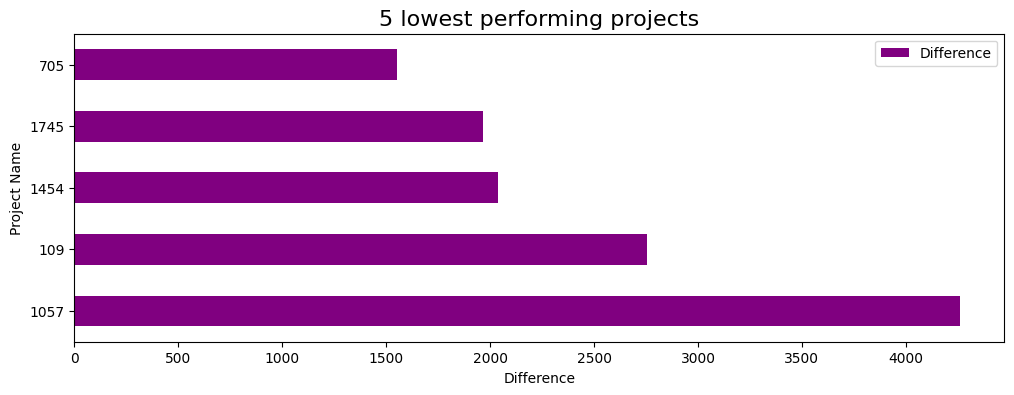 5 lowest performing projects
Difference
Project Name
705
1745
1454
109
1057
0 500 1000 1500 2000 2500 3000 3500 4000
Difference